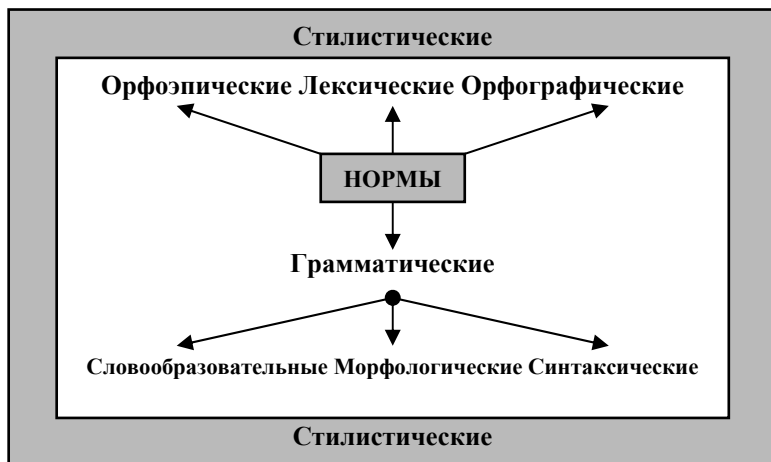 Стилистические
Орфоэпические Лексические Орфографические
НОРМЫ
Грамматические
Словообразовательные Морфологические Синтаксические
Стилистические